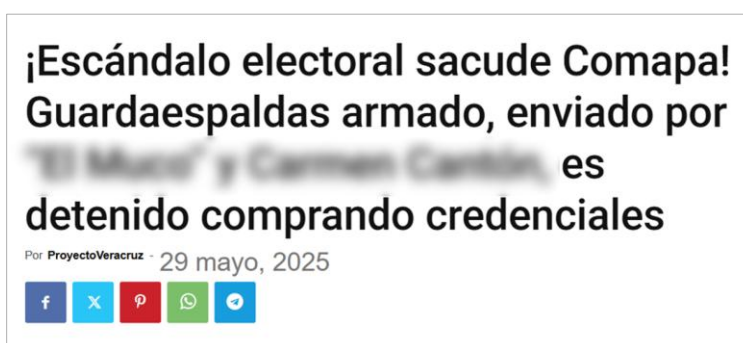 ¡Escándalo electoral sacude Comapa!
Guardaespaldas armado, enviado por
es
detenido comprando credenciales
Por ProyectoVeracruz - 29 mayo, 2025